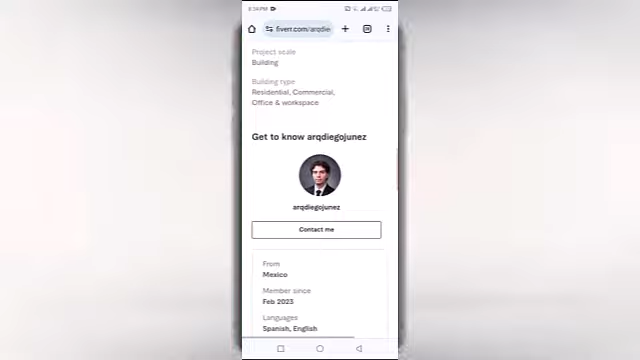 fiverr.com/arqdie
Project scale
Building
Building type
Residential, Commercial,
Office & workspace
Get to know arqdiegojunez
arqdiegojunez
Contact me
From
Mexico
Member since
Feb 2023
Languages
Spanish, English